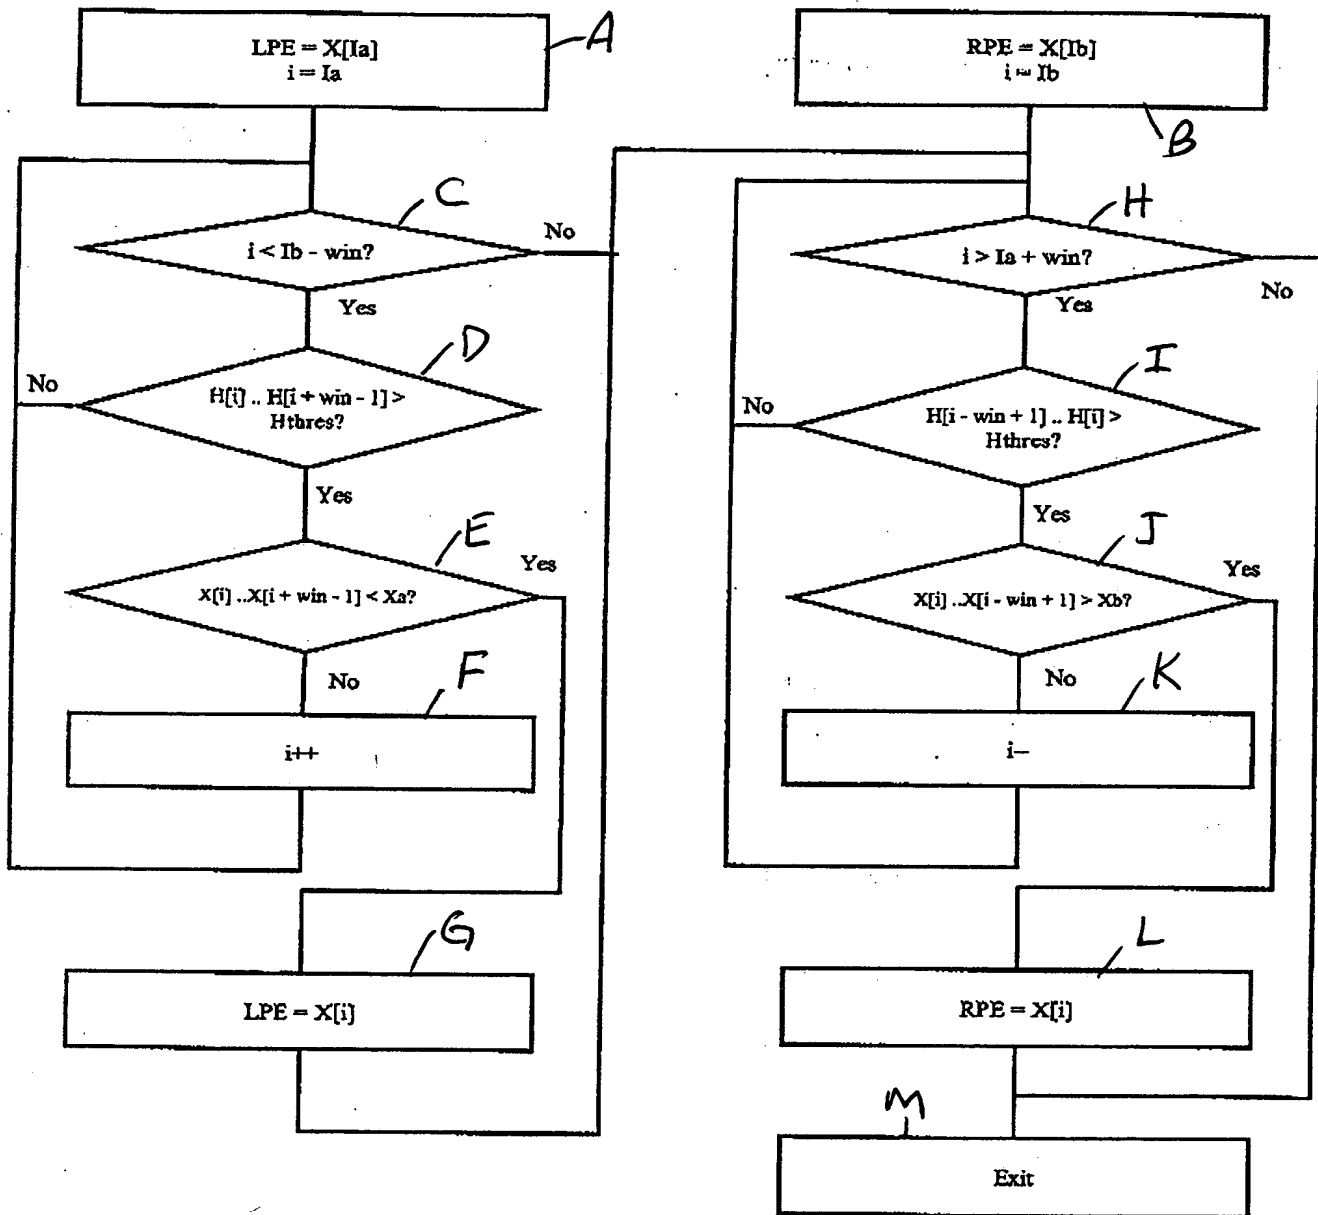 LPE = X[Ia]
i = Ia
A
C
i < Ib - win?
No
Yes
D
H[i] .. H[i + win - 1] >
Hthres?
No
Yes
E
X[i] ..X[i + win - 1] < Xa?
Yes
No
F
i++
G
LPE = X[i]
RPE = X[Ib]
i = Ib
B
H
i > Ia + win?
No
Yes
I
H[i - win + 1] .. H[i] >
Hthres?
No
Yes
J
X[i] ..X[i - win + 1] > Xb?
Yes
No
K
i–
L
RPE = X[i]
M
Exit